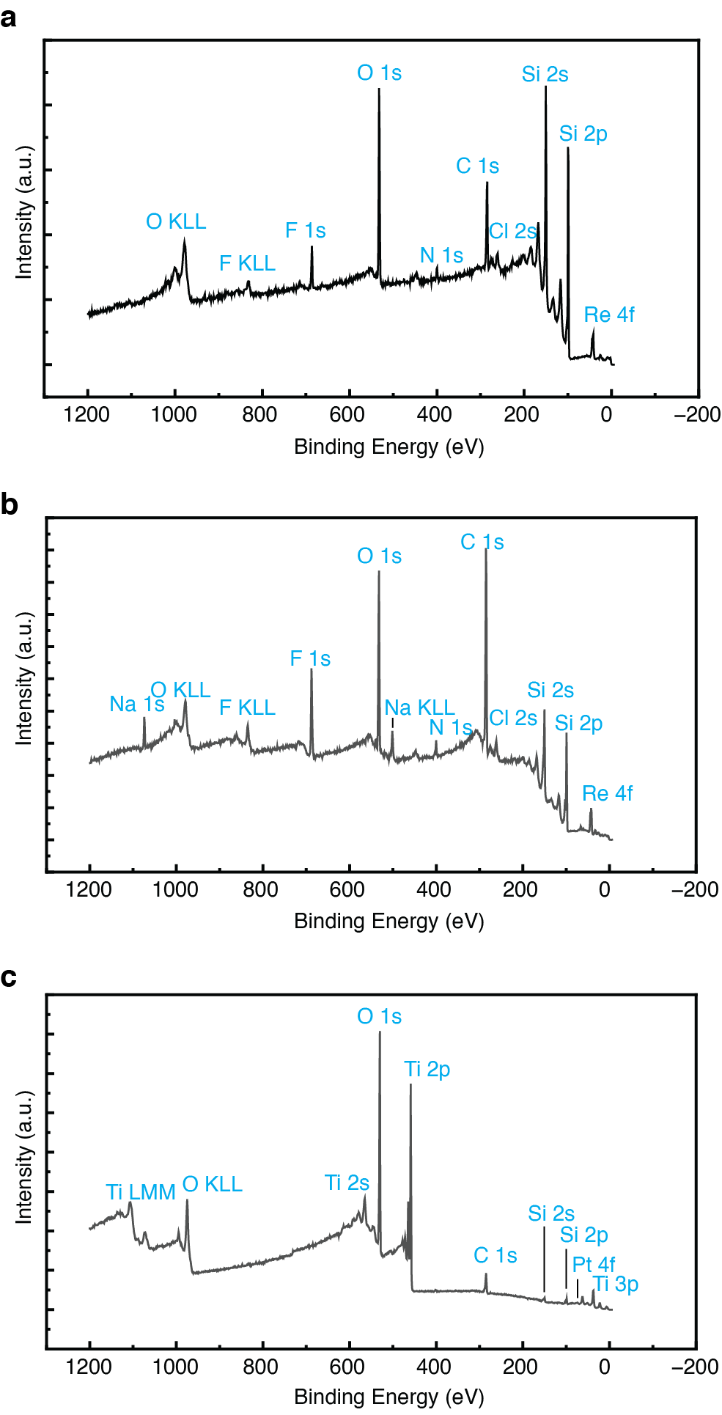 a
O 1s
Si 2s
Si 2p
C 1s
O KLL
F 1s
Cl 2s
N 1s
F KLL
Re 4f
Intensity (a.u.)
1200 1000 800 600 400 200 0 −200
Binding Energy (eV)
b
C 1s
O 1s
F 1s
O KLL
Si 2s
Na 1s
F KLL
Na KLL
Cl 2s
Si 2p
N 1s
Re 4f
Intensity (a.u.)
1200 1000 800 600 400 200 0 −200
Binding Energy (eV)
c
O 1s
Ti 2p
Ti LMM
O KLL
Ti 2s
Si 2s
Si 2p
C 1s
Pt 4f
Ti 3p
Intensity (a.u.)
1200 1000 800 600 400 200 0 −200
Binding Energy (eV)